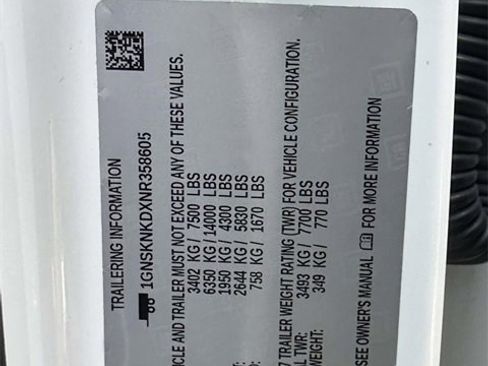 TRAILERING INFORMATION
1GNSKNKDXNR358605
AND TRAILER MUST NOT EXCEED ANY OF THESE VALUES.
3402 KG/ 7500 LBS
6350 KG/14000 LBS
1950 KG/ 4300 LBS
2644 KG/ 5830 LBS
758 KG/ 1670 LBS
TRAILER WEIGHT RATING (TWR) FOR VEHICLE CONFIGURATION.
TWR: 3493 KG/ 7700 LBS
349 KG/ 770 LBS
SEE OWNER'S MANUAL FOR MORE INFORMATION